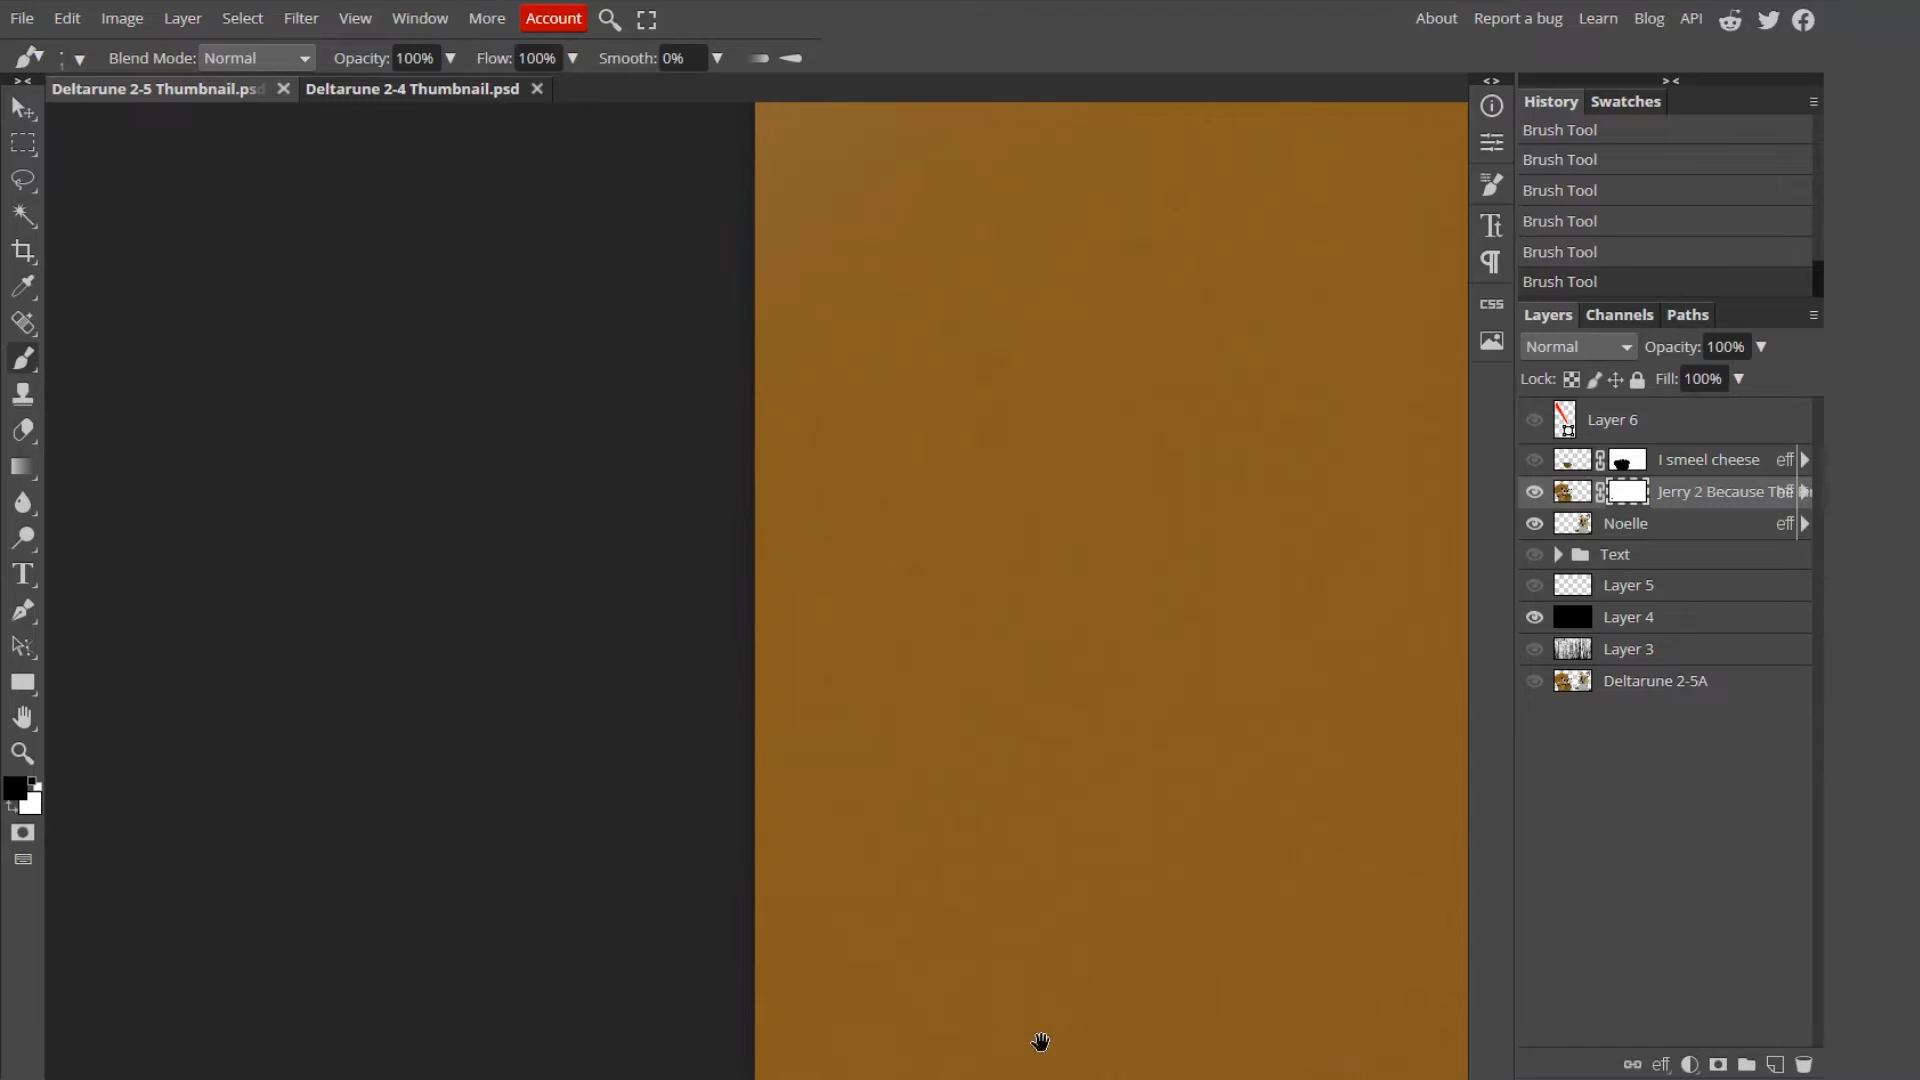 File Edit Image Layer Select Filter View Window More Account About Report a bug Learn Blog API
Blend Mode: Normal Opacity: 100% Flow: 100% Smooth: 0%
Deltarune 2-5 Thumbnail.psd Deltarune 2-4 Thumbnail.psd
History Swatches
Brush Tool
Brush Tool
Brush Tool
Brush Tool
Brush Tool
Brush Tool
CSS
Layers Channels Paths
Normal Opacity: 100%
Lock: Fill: 100%
Layer 6
I smeel cheese eff
Jerry 2 Because eff
Noelle eff
Text
Layer 5
Layer 4
Layer 3
Deltarune 2-5A
eff